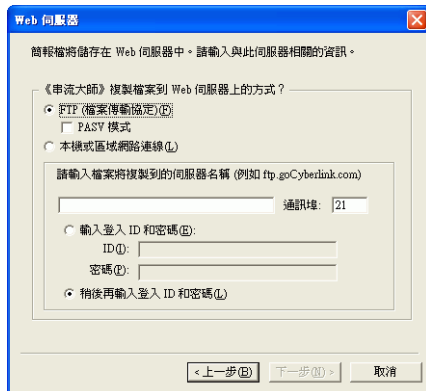 Web 伺服器
簡報檔將儲存在 Web 伺服器中。請輸入與此伺服器相關的資訊。
《串流大師》複製檔案到 Web 伺服器上的方式？
FTP (檔案傳輸協定)(F)
PASV 模式
本機或區域網路連線(L)
請輸入檔案將複製到的伺服器名稱 (例如 ftp.goCyberlink.com)
通訊埠: 21
輸入登入 ID 和密碼(E):
ID(I):
密碼(P):
稍後再輸入登入 ID 和密碼(L)
<上一步(B) 下一步(N) > 取消